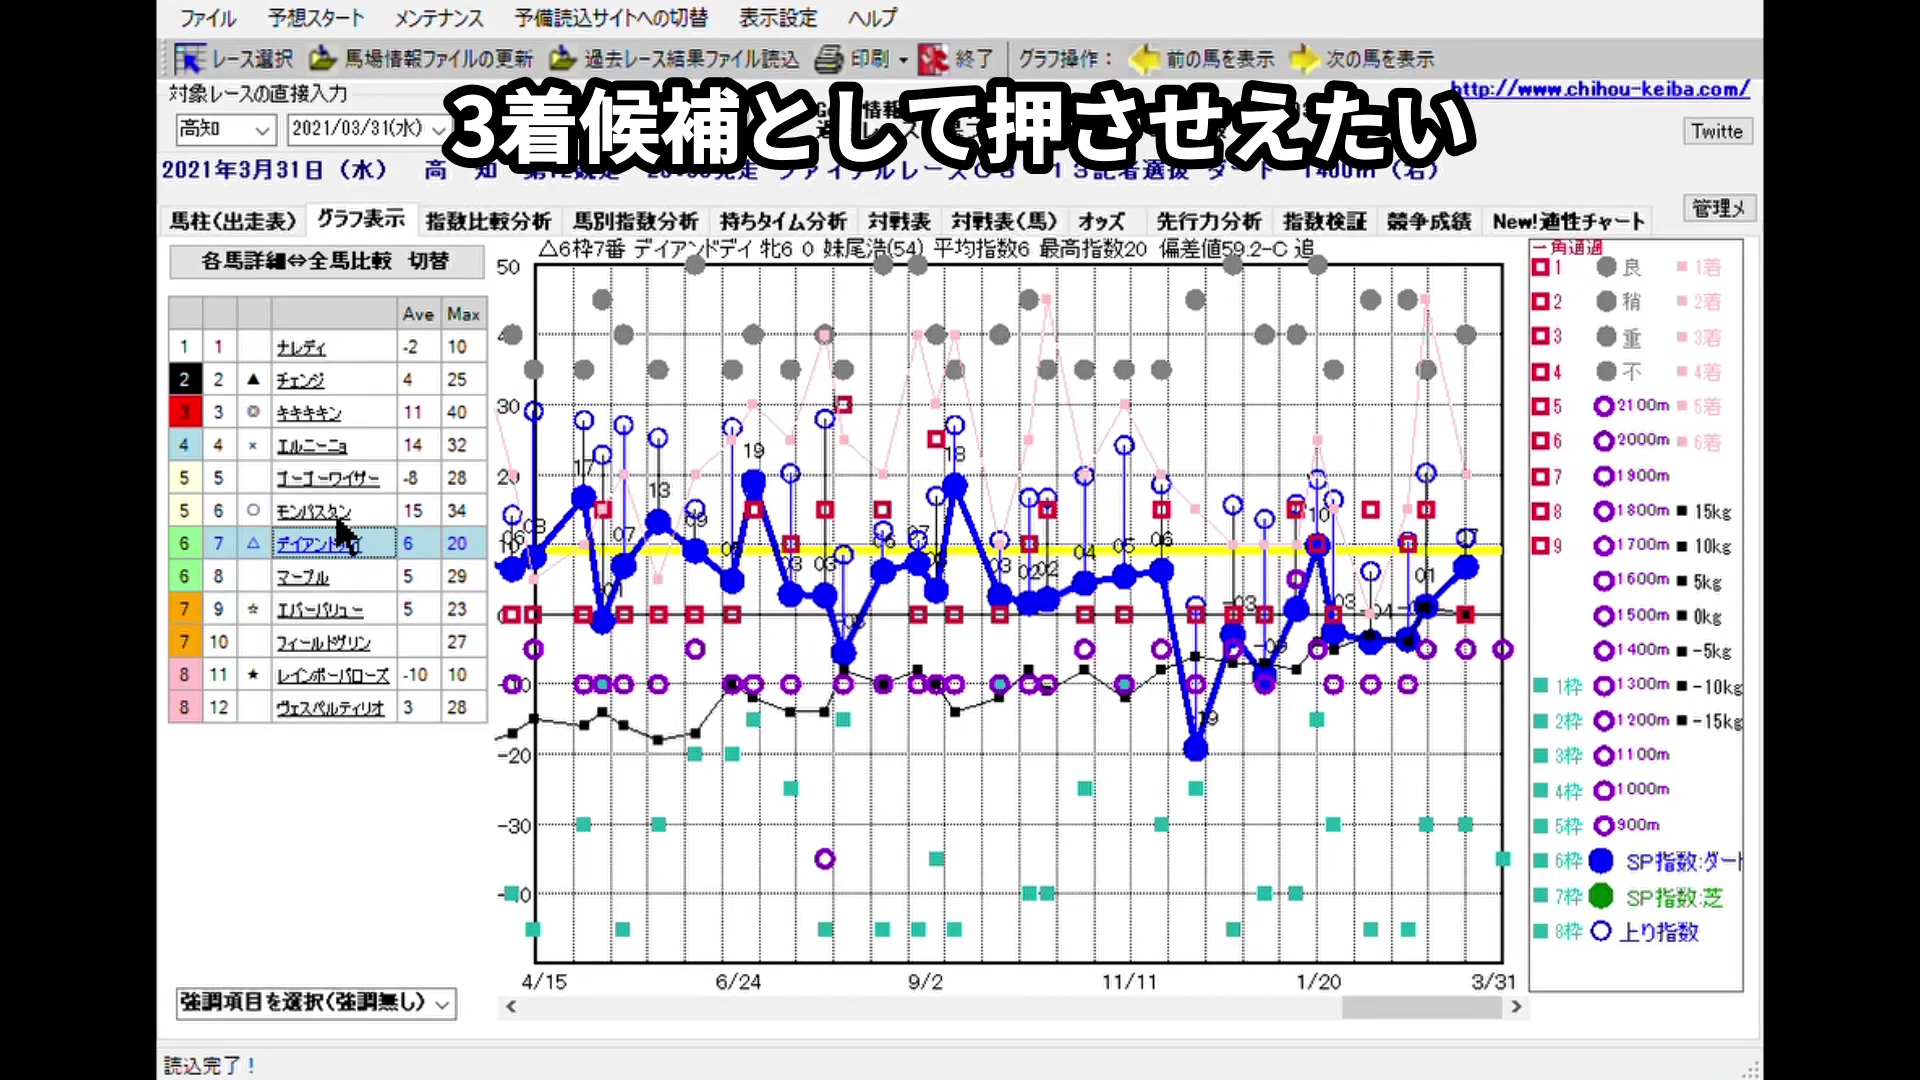 ファイル 予想スタート メンテナンス 予備読込サイトへの切替 表示設定 ヘルプ
レース選択 馬場情報ファイルの更新 過去レース結果ファイル読込 印刷 終了 グラフ操作： 前の馬を表示 次の馬を表示
対象レースの直接入力
http://www.chihou-keiba.com/
3着候補として押させえたい
高知 2021/03/31(水)
Twitte
2021年3月31日（水） 高 知
管理メ
馬柱(出走表) グラフ表示 指数比較分析 馬別指数分析 持ちタイム分析 対戦表 対戦表(馬) オッズ 先行力分析 指数検証 競争成績 New!適性チャート
各馬詳細⇔全馬比較 切替
△6枠7番 デイアンドデイ 牝6 0 妹尾浩(54) 平均指数6 最高指数20 偏差値59.2-C 追
Ave Max
1 1 ナレディ -2 10
2 2 ▲ チェンジ 4 25
3 3 ◎ キキキキン 11 40
4 4 × エルニーニョ 14 32
5 5 ゴーゴーワイザー -8 28
5 6 ○ モンパスタン 15 34
6 7 △ 6 20
6 8 マーブル 5 29
7 9 ☆ エバーバリュー 5 23
7 10 フィールドグリン 27
8 11 ★ レインボーパローズ -10 10
8 12 ヴェスペルティリオ 3 28
強調項目を選択(強調無し)
50
30
-20
-30
4/15 6/24 9/2 11/11 1/20 3/31
一角通過
1 良 1着
2 稍 2着
3 重 3着
4 不 4着
5 2100m 5着
6 2000m 6着
7 1900m
8 1800m 15kg
9 1700m 10kg
1600m 5kg
1500m 0kg
1400m -5kg
1枠 1300m -10kg
2枠 1200m -15kg
3枠 1100m
4枠 1000m
5枠 900m
6枠 SP指数:ダート
7枠 SP指数:芝
8枠 上り指数
読込完了！